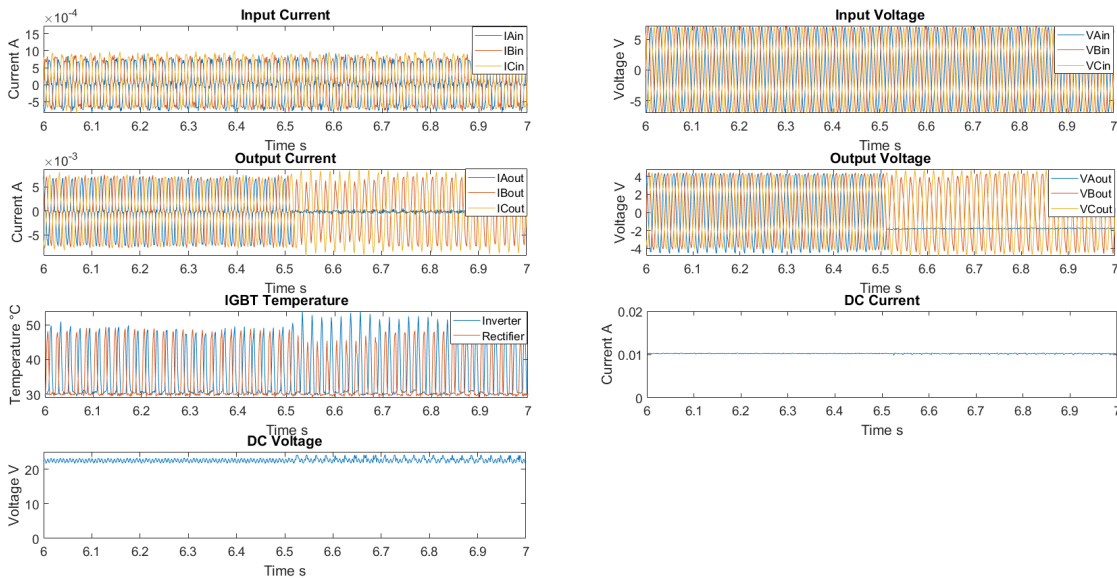 Input Current
×10⁻⁴
Current A
15
10
5
0
-5
IAin
IBin
ICin
6 6.1 6.2 6.3 6.4 6.5 6.6 6.7 6.8 6.9 7
Time s
Input Voltage
Voltage V
5
0
-5
VAin
VBin
VCin
6 6.1 6.2 6.3 6.4 6.5 6.6 6.7 6.8 6.9 7
Time s
Output Current
×10⁻³
Current A
5
0
-5
IAout
IBout
ICout
6 6.1 6.2 6.3 6.4 6.5 6.6 6.7 6.8 6.9 7
Time s
Output Voltage
Voltage V
4
2
0
-2
-4
VAout
VBout
VCout
6 6.1 6.2 6.3 6.4 6.5 6.6 6.7 6.8 6.9 7
Time s
IGBT Temperature
Temperature °C
50
40
30
Inverter
Rectifier
6 6.1 6.2 6.3 6.4 6.5 6.6 6.7 6.8 6.9 7
Time s
DC Current
Current A
0.02
0.01
0
6 6.1 6.2 6.3 6.4 6.5 6.6 6.7 6.8 6.9 7
Time s
DC Voltage
Voltage V
20
10
0
6 6.1 6.2 6.3 6.4 6.5 6.6 6.7 6.8 6.9 7
Time s